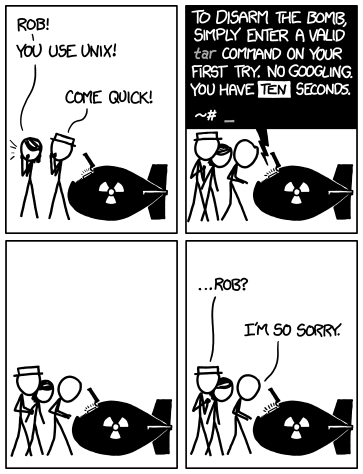 ROB!
YOU USE UNIX!
COME QUICK!
TO DISARM THE BOMB,
SIMPLY ENTER A VALID
tar COMMAND ON YOUR
FIRST TRY. NO GOOGLING.
YOU HAVE TEN SECONDS.
~# _
...ROB?
I'M SO SORRY.